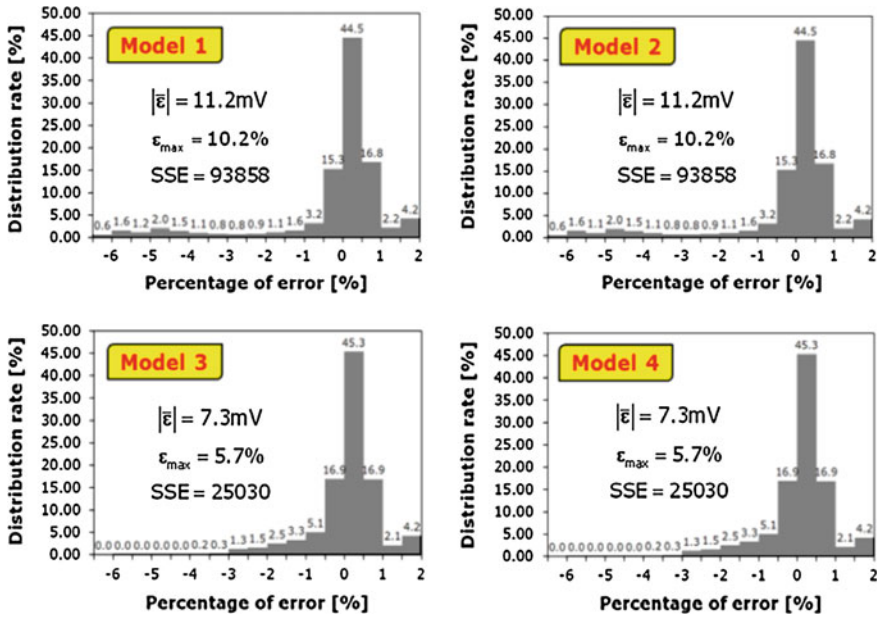 Model 1
Distribution rate [%]
50.00
45.00
40.00
35.00
30.00
25.00
20.00
15.00
10.00
5.00
0.00
|ε̅| = 11.2mV
εmax = 10.2%
SSE = 93858
0.6 1.6 1.2 2.0 1.5 1.1 0.8 0.8 0.9 1.1 1.6 3.2 15.3 44.5 16.8 2.2 4.2
-6 -5 -4 -3 -2 -1 0 1 2
Percentage of error [%]
Model 2
Distribution rate [%]
50.00
45.00
40.00
35.00
30.00
25.00
20.00
15.00
10.00
5.00
0.00
|ε̅| = 11.2mV
εmax = 10.2%
SSE = 93858
0.6 1.6 1.1 2.0 1.5 1.1 0.8 0.8 0.9 1.1 1.6 3.2 15.3 44.5 16.8 2.2 4.2
-6 -5 -4 -3 -2 -1 0 1 2
Percentage of error [%]
Model 3
Distribution rate [%]
50.00
45.00
40.00
35.00
30.00
25.00
20.00
15.00
10.00
5.00
0.00
|ε̅| = 7.3mV
εmax = 5.7%
SSE = 25030
0.0 0.0 0.0 0.0 0.0 0.2 0.3 1.3 1.5 2.5 3.3 5.1 16.9 45.3 16.9 2.1 4.2
-6 -5 -4 -3 -2 -1 0 1 2
Percentage of error [%]
Model 4
Distribution rate [%]
50.00
45.00
40.00
35.00
30.00
25.00
20.00
15.00
10.00
5.00
0.00
|ε̅| = 7.3mV
εmax = 5.7%
SSE = 25030
0.0 0.0 0.0 0.0 0.0 0.2 0.3 1.3 1.5 2.5 3.3 5.1 16.9 45.3 16.9 2.1 4.2
-6 -5 -4 -3 -2 -1 0 1 2
Percentage of error [%]